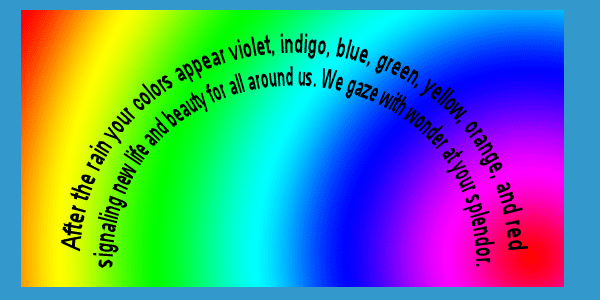 After the rain your colors appear violet, indigo, blue, green, yellow, orange, and red
signaling new life and beauty for all around us. We gaze with wonder at your splendor.